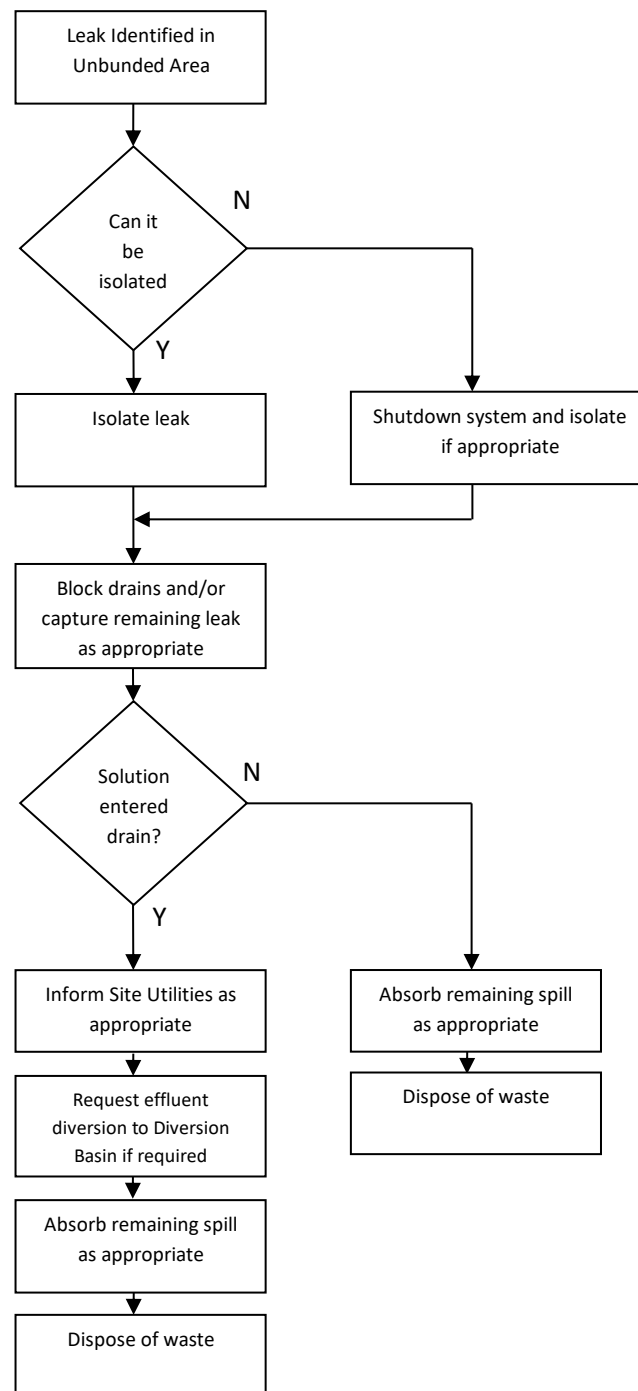 Leak Identified in
Unbunded Area
N
Can it
be
isolated
Y
Isolate leak
Shutdown system and isolate
if appropriate
Block drains and/or
capture remaining leak
as appropriate
N
Solution
entered
drain?
Y
Inform Site Utilities as
appropriate
Absorb remaining spill
as appropriate
Request effluent
diversion to Diversion
Basin if required
Dispose of waste
Absorb remaining spill
as appropriate
Dispose of waste